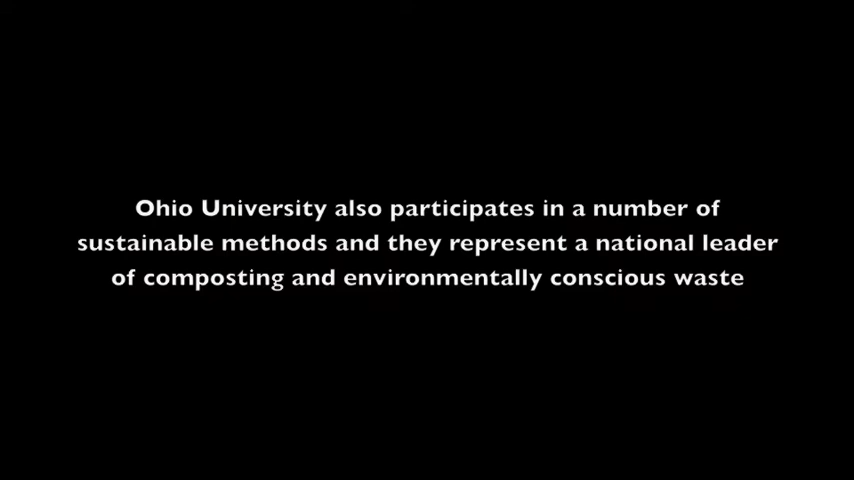 Ohio University also participates in a number of
sustainable methods and they represent a national leader
of composting and environmentally conscious waste